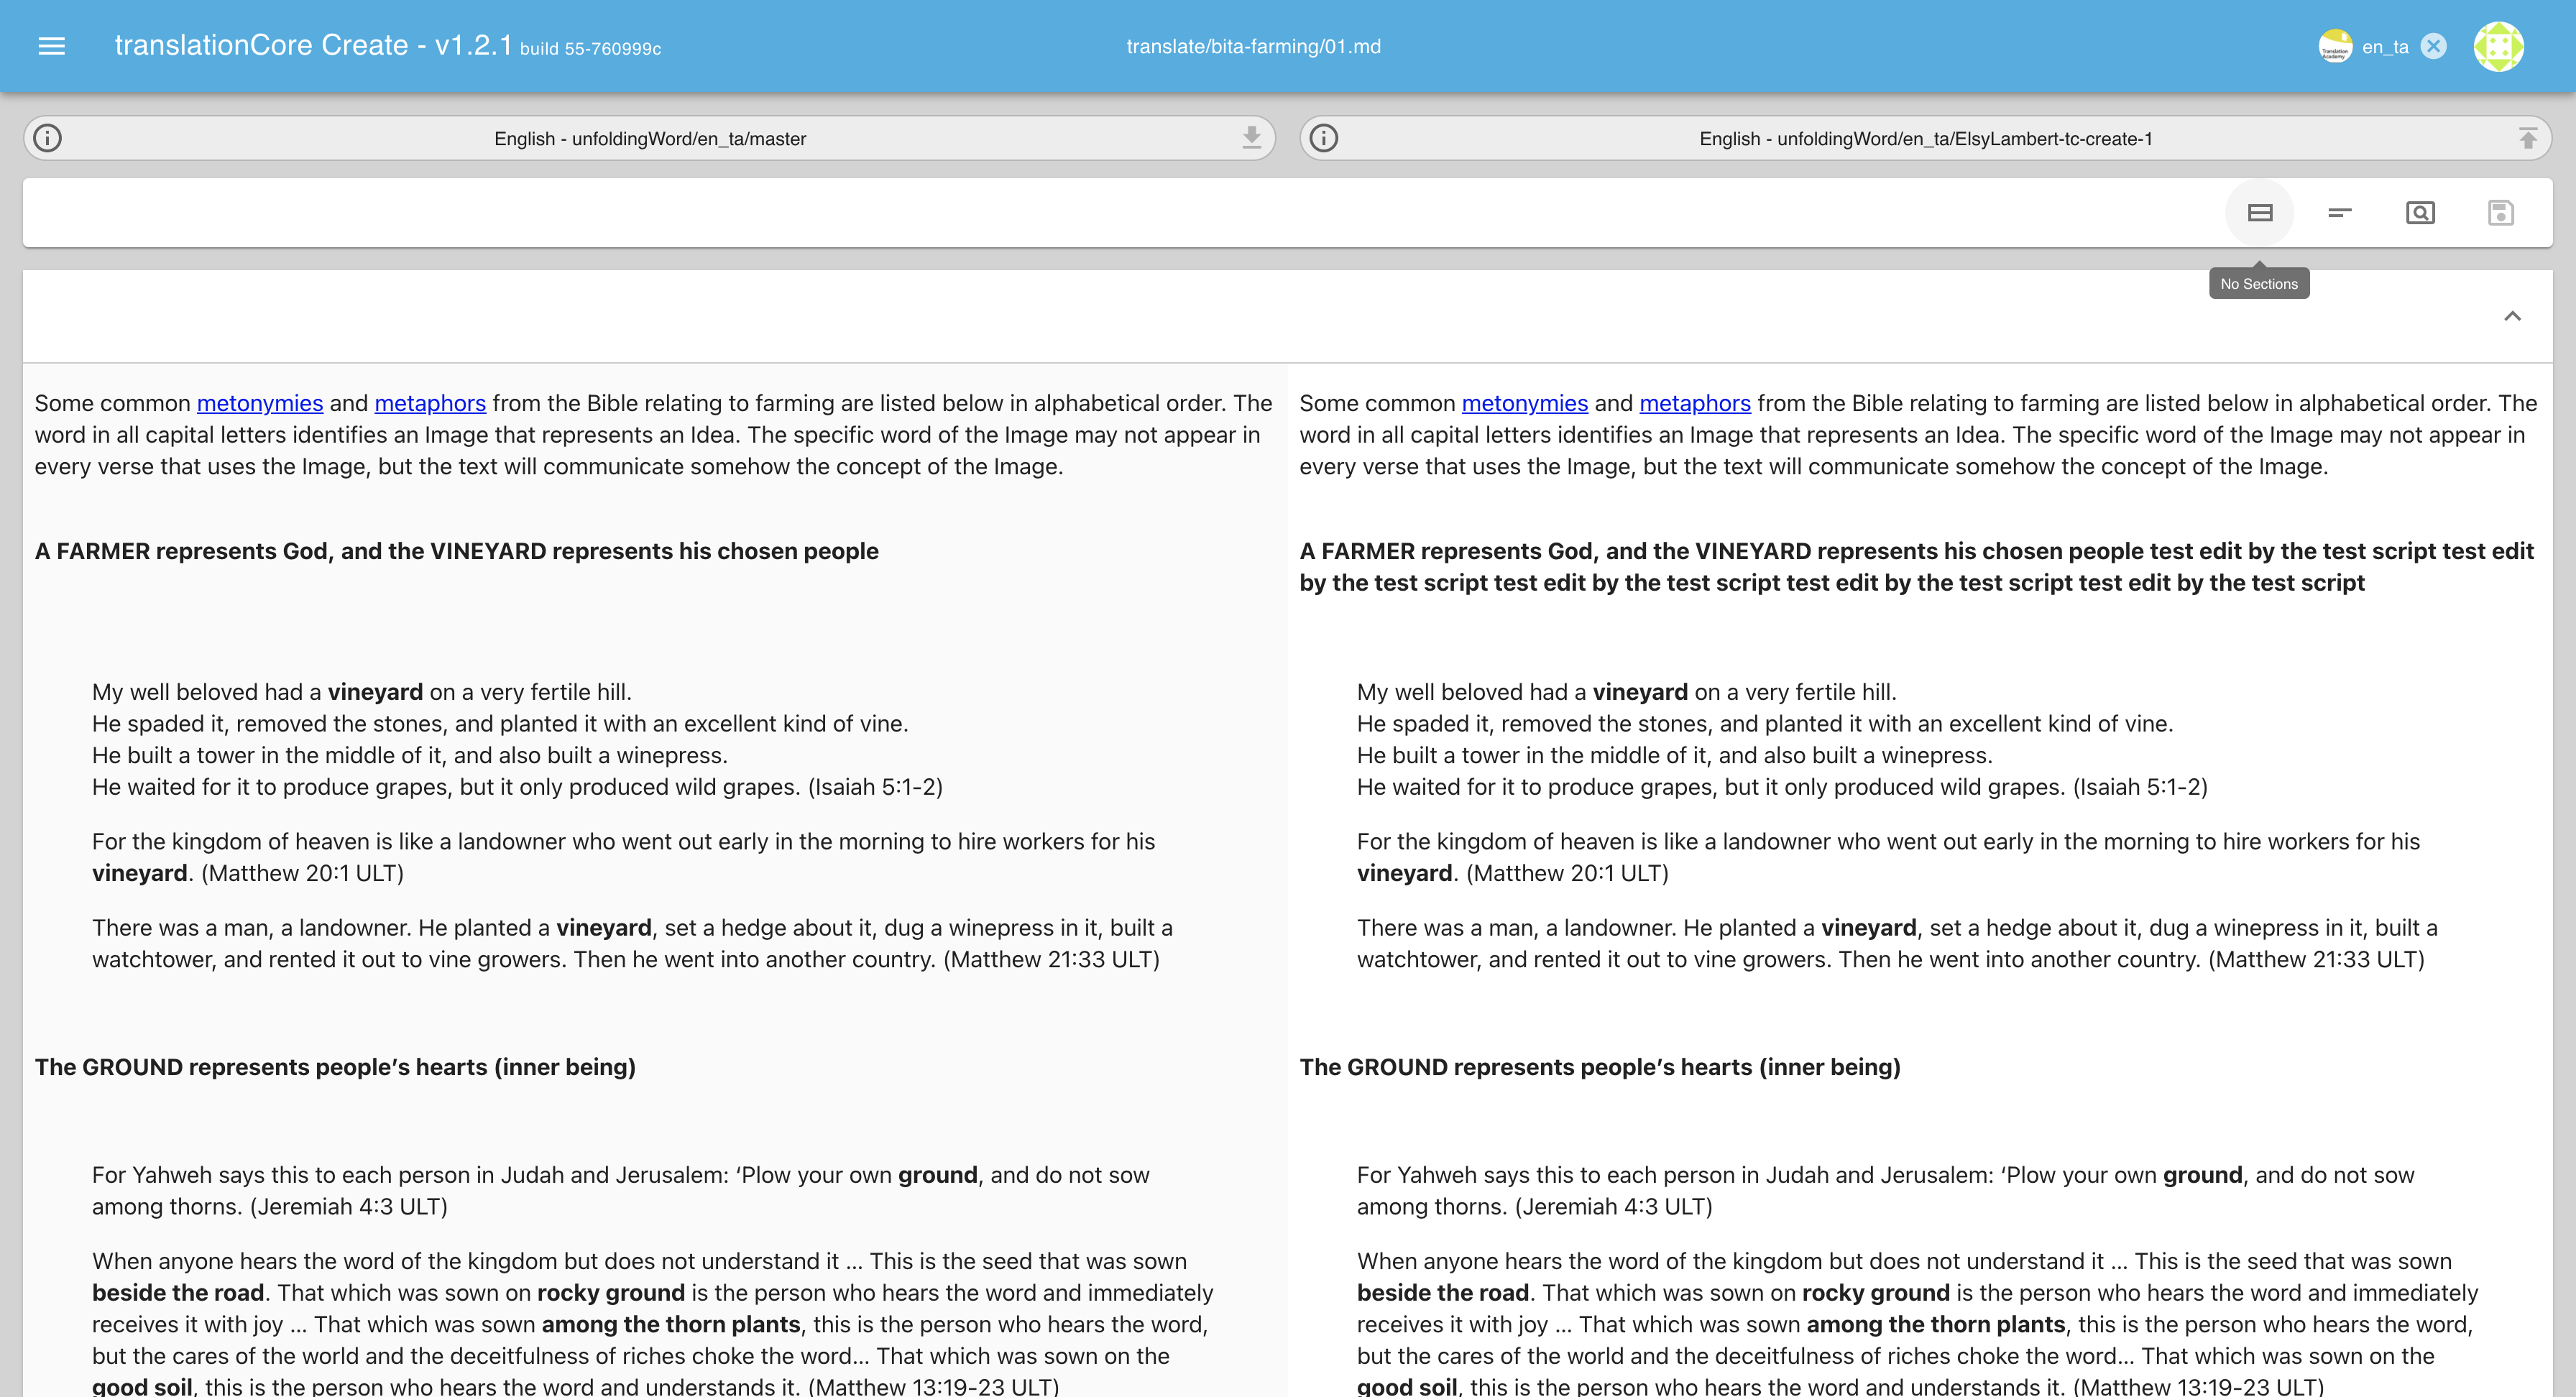 translationCore Create - v1.2.1 build 55-760999c
translate/bita-farming/01.md
Translation Academy
en_ta
English - unfoldingWord/en_ta/master
English - unfoldingWord/en_ta/ElsyLambert-tc-create-1
No Sections
Some common metonymies and metaphors from the Bible relating to farming are listed below in alphabetical order. The
word in all capital letters identifies an Image that represents an Idea. The specific word of the Image may not appear in
every verse that uses the Image, but the text will communicate somehow the concept of the Image.
A FARMER represents God, and the VINEYARD represents his chosen people
My well beloved had a vineyard on a very fertile hill.
He spaded it, removed the stones, and planted it with an excellent kind of vine.
He built a tower in the middle of it, and also built a winepress.
He waited for it to produce grapes, but it only produced wild grapes. (Isaiah 5:1-2)
For the kingdom of heaven is like a landowner who went out early in the morning to hire workers for his
vineyard. (Matthew 20:1 ULT)
There was a man, a landowner. He planted a vineyard, set a hedge about it, dug a winepress in it, built a
watchtower, and rented it out to vine growers. Then he went into another country. (Matthew 21:33 ULT)
The GROUND represents people’s hearts (inner being)
For Yahweh says this to each person in Judah and Jerusalem: ‘Plow your own ground, and do not sow
among thorns. (Jeremiah 4:3 ULT)
When anyone hears the word of the kingdom but does not understand it … This is the seed that was sown
beside the road. That which was sown on rocky ground is the person who hears the word and immediately
receives it with joy … That which was sown among the thorn plants, this is the person who hears the word,
but the cares of the world and the deceitfulness of riches choke the word… That which was sown on the
good soil, this is the person who hears the word and understands it. (Matthew 13:19-23 ULT)
Some common metonymies and metaphors from the Bible relating to farming are listed below in alphabetical order. The
word in all capital letters identifies an Image that represents an Idea. The specific word of the Image may not appear in
every verse that uses the Image, but the text will communicate somehow the concept of the Image.
A FARMER represents God, and the VINEYARD represents his chosen people test edit by the test script test edit
by the test script test edit by the test script test edit by the test script test edit by the test script
My well beloved had a vineyard on a very fertile hill.
He spaded it, removed the stones, and planted it with an excellent kind of vine.
He built a tower in the middle of it, and also built a winepress.
He waited for it to produce grapes, but it only produced wild grapes. (Isaiah 5:1-2)
For the kingdom of heaven is like a landowner who went out early in the morning to hire workers for his
vineyard. (Matthew 20:1 ULT)
There was a man, a landowner. He planted a vineyard, set a hedge about it, dug a winepress in it, built a
watchtower, and rented it out to vine growers. Then he went into another country. (Matthew 21:33 ULT)
The GROUND represents people’s hearts (inner being)
For Yahweh says this to each person in Judah and Jerusalem: ‘Plow your own ground, and do not sow
among thorns. (Jeremiah 4:3 ULT)
When anyone hears the word of the kingdom but does not understand it … This is the seed that was sown
beside the road. That which was sown on rocky ground is the person who hears the word and immediately
receives it with joy … That which was sown among the thorn plants, this is the person who hears the word,
but the cares of the world and the deceitfulness of riches choke the word… That which was sown on the
good soil, this is the person who hears the word and understands it. (Matthew 13:19-23 ULT)